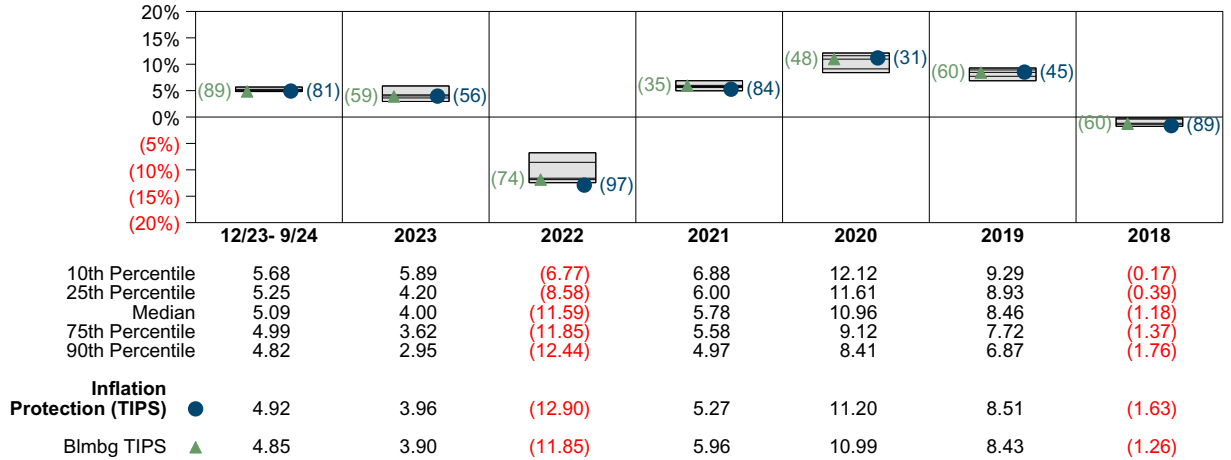 20%
15%
10%
5%
0%
(5%)
(10%)
(15%)
(20%)
(89) (81) (59) (56) (74) (97) (35) (84) (48) (31) (60) (45) (60) (89)
12/23- 9/24 2023 2022 2021 2020 2019 2018
10th Percentile 5.68 5.89 (6.77) 6.88 12.12 9.29 (0.17)
25th Percentile 5.25 4.20 (8.58) 6.00 11.61 8.93 (0.39)
Median 5.09 4.00 (11.59) 5.78 10.96 8.46 (1.18)
75th Percentile 4.99 3.62 (11.85) 5.58 9.12 7.72 (1.37)
90th Percentile 4.82 2.95 (12.44) 4.97 8.41 6.87 (1.76)
Inflation
Protection (TIPS) 4.92 3.96 (12.90) 5.27 11.20 8.51 (1.63)
Blmbg TIPS 4.85 3.90 (11.85) 5.96 10.99 8.43 (1.26)